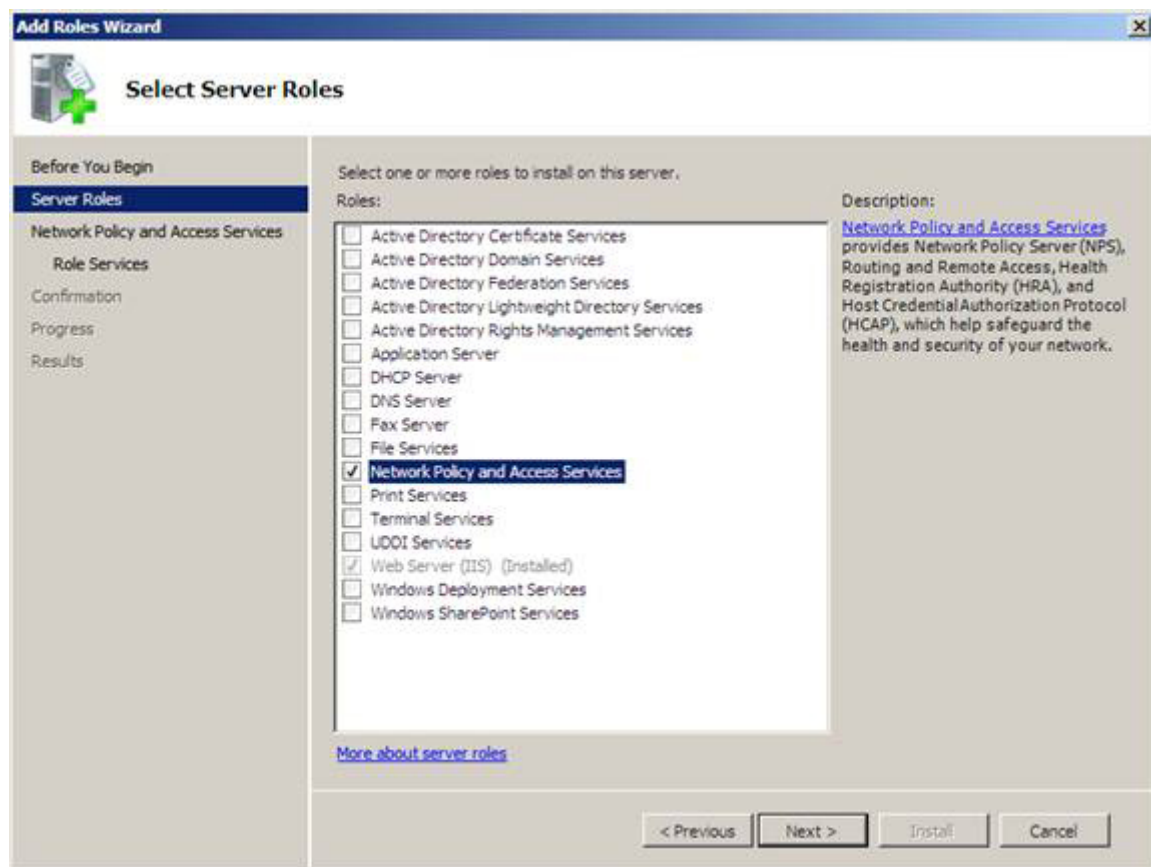 Add Roles Wizard
Select Server Roles
Before You Begin
Server Roles
Network Policy and Access Services
Role Services
Confirmation
Progress
Results
Select one or more roles to install on this server.
Roles:
Active Directory Certificate Services
Active Directory Domain Services
Active Directory Federation Services
Active Directory Lightweight Directory Services
Active Directory Rights Management Services
Application Server
DHCP Server
DNS Server
Fax Server
File Services
Network Policy and Access Services
Print Services
Terminal Services
UDDI Services
Web Server (IIS) (Installed)
Windows Deployment Services
Windows SharePoint Services
More about server roles
Description:
Network Policy and Access Services
provides Network Policy Server (NPS),
Routing and Remote Access, Health
Registration Authority (HRA), and
Host Credential Authorization Protocol
(HCAP), which help safeguard the
health and security of your network.
< Previous
Next >
Install
Cancel